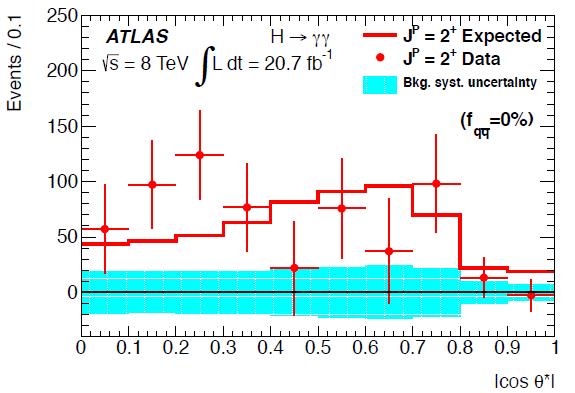 Events / 0.1
250
200
150
100
50
0
ATLAS
H → γγ
√s = 8 TeV ∫ L dt = 20.7 fb⁻¹
Jᴾ = 2⁺ Expected
Jᴾ = 2⁺ Data
Bkg. syst. uncertainty
(f_qq̄=0%)
0 0.1 0.2 0.3 0.4 0.5 0.6 0.7 0.8 0.9 1
|cos θ*|